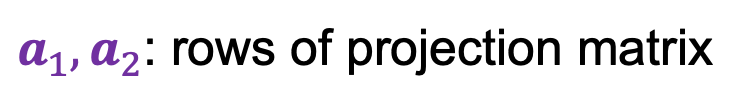 a₁, a₂: rows of projection matrix